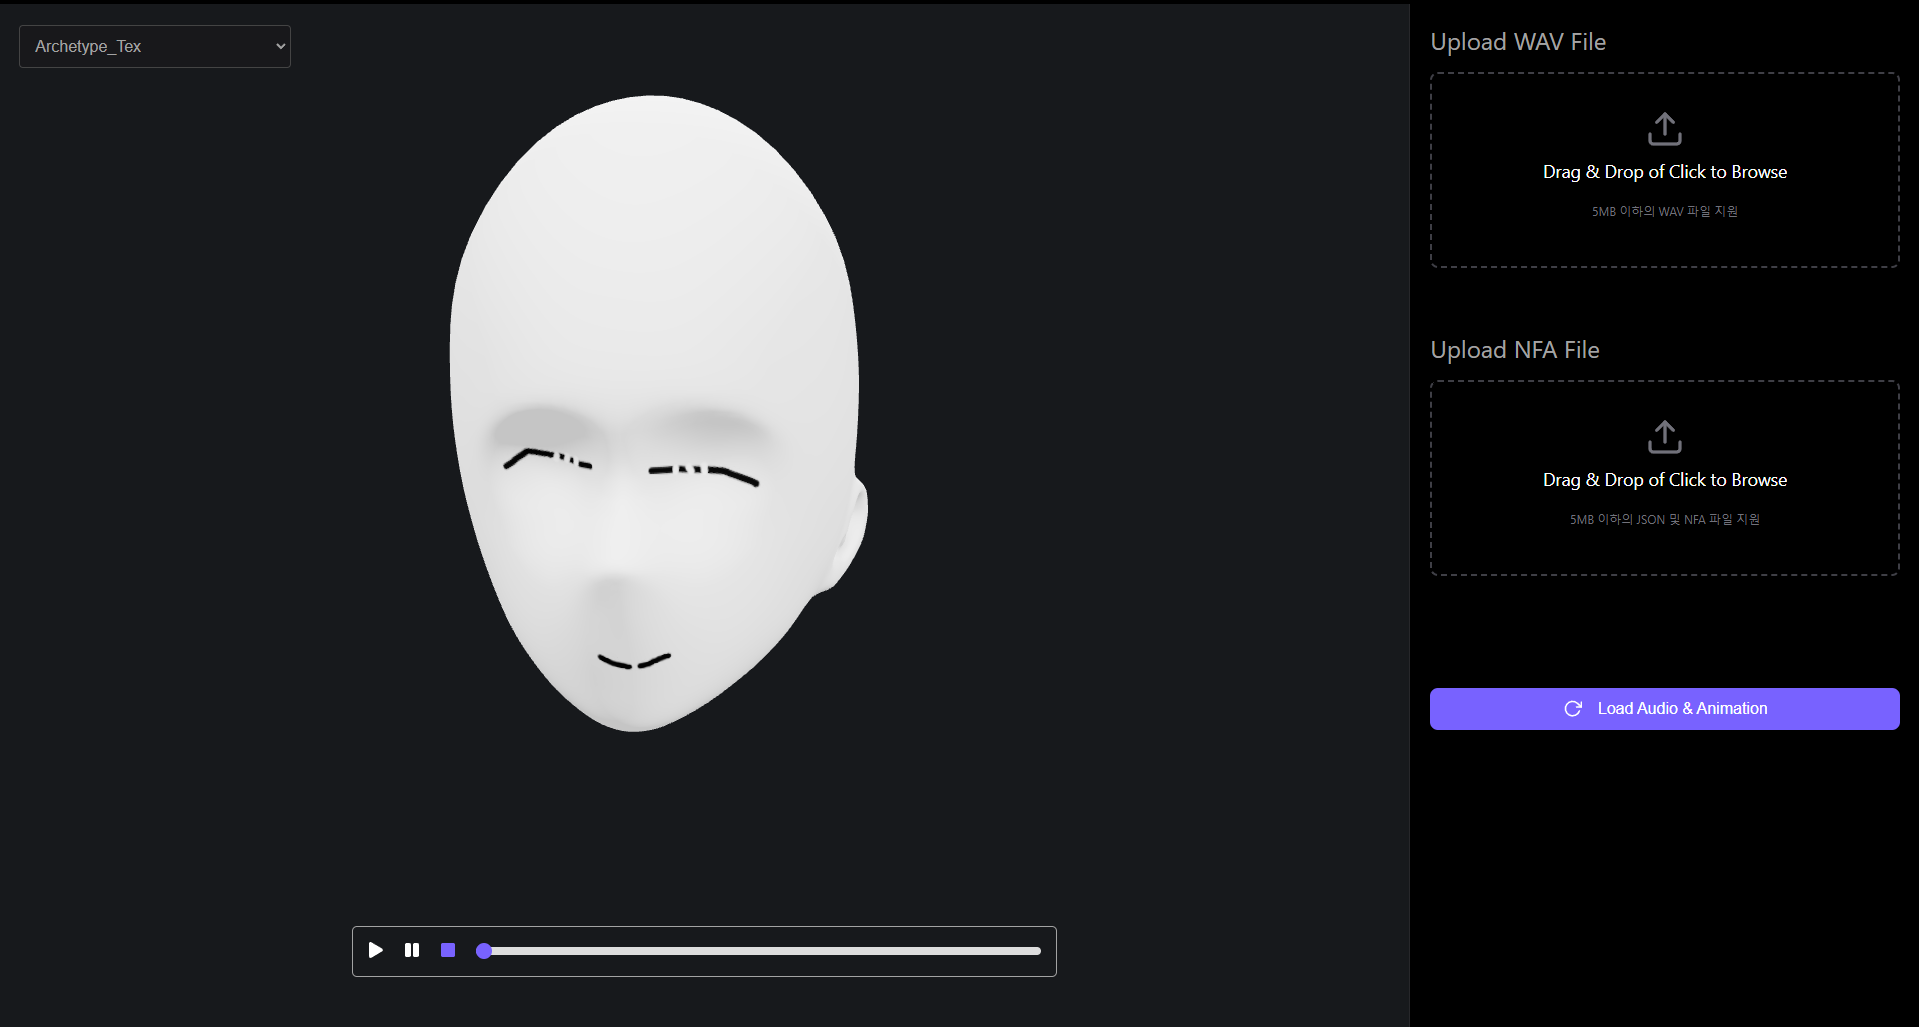 Archetype_Tex
Upload WAV File
Drag & Drop of Click to Browse
5MB 이하의 WAV 파일 지원
Upload NFA File
Drag & Drop of Click to Browse
5MB 이하의 JSON 및 NFA 파일 지원
Load Audio & Animation